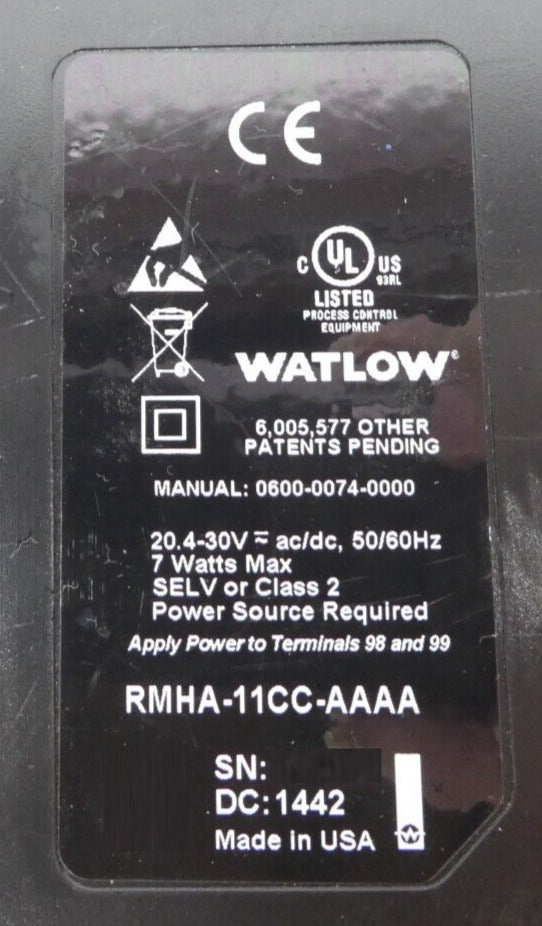 CE
C UL US
93RL
LISTED
PROCESS CONTROL
EQUIPMENT
WATLOW®
6,005,577 OTHER
PATENTS PENDING
MANUAL: 0600-0074-0000
20.4-30V ≂ ac/dc, 50/60Hz
7 Watts Max
SELV or Class 2
Power Source Required
Apply Power to Terminals 98 and 99
RMHA-11CC-AAAA
SN:
DC:1442
Made in USA
W